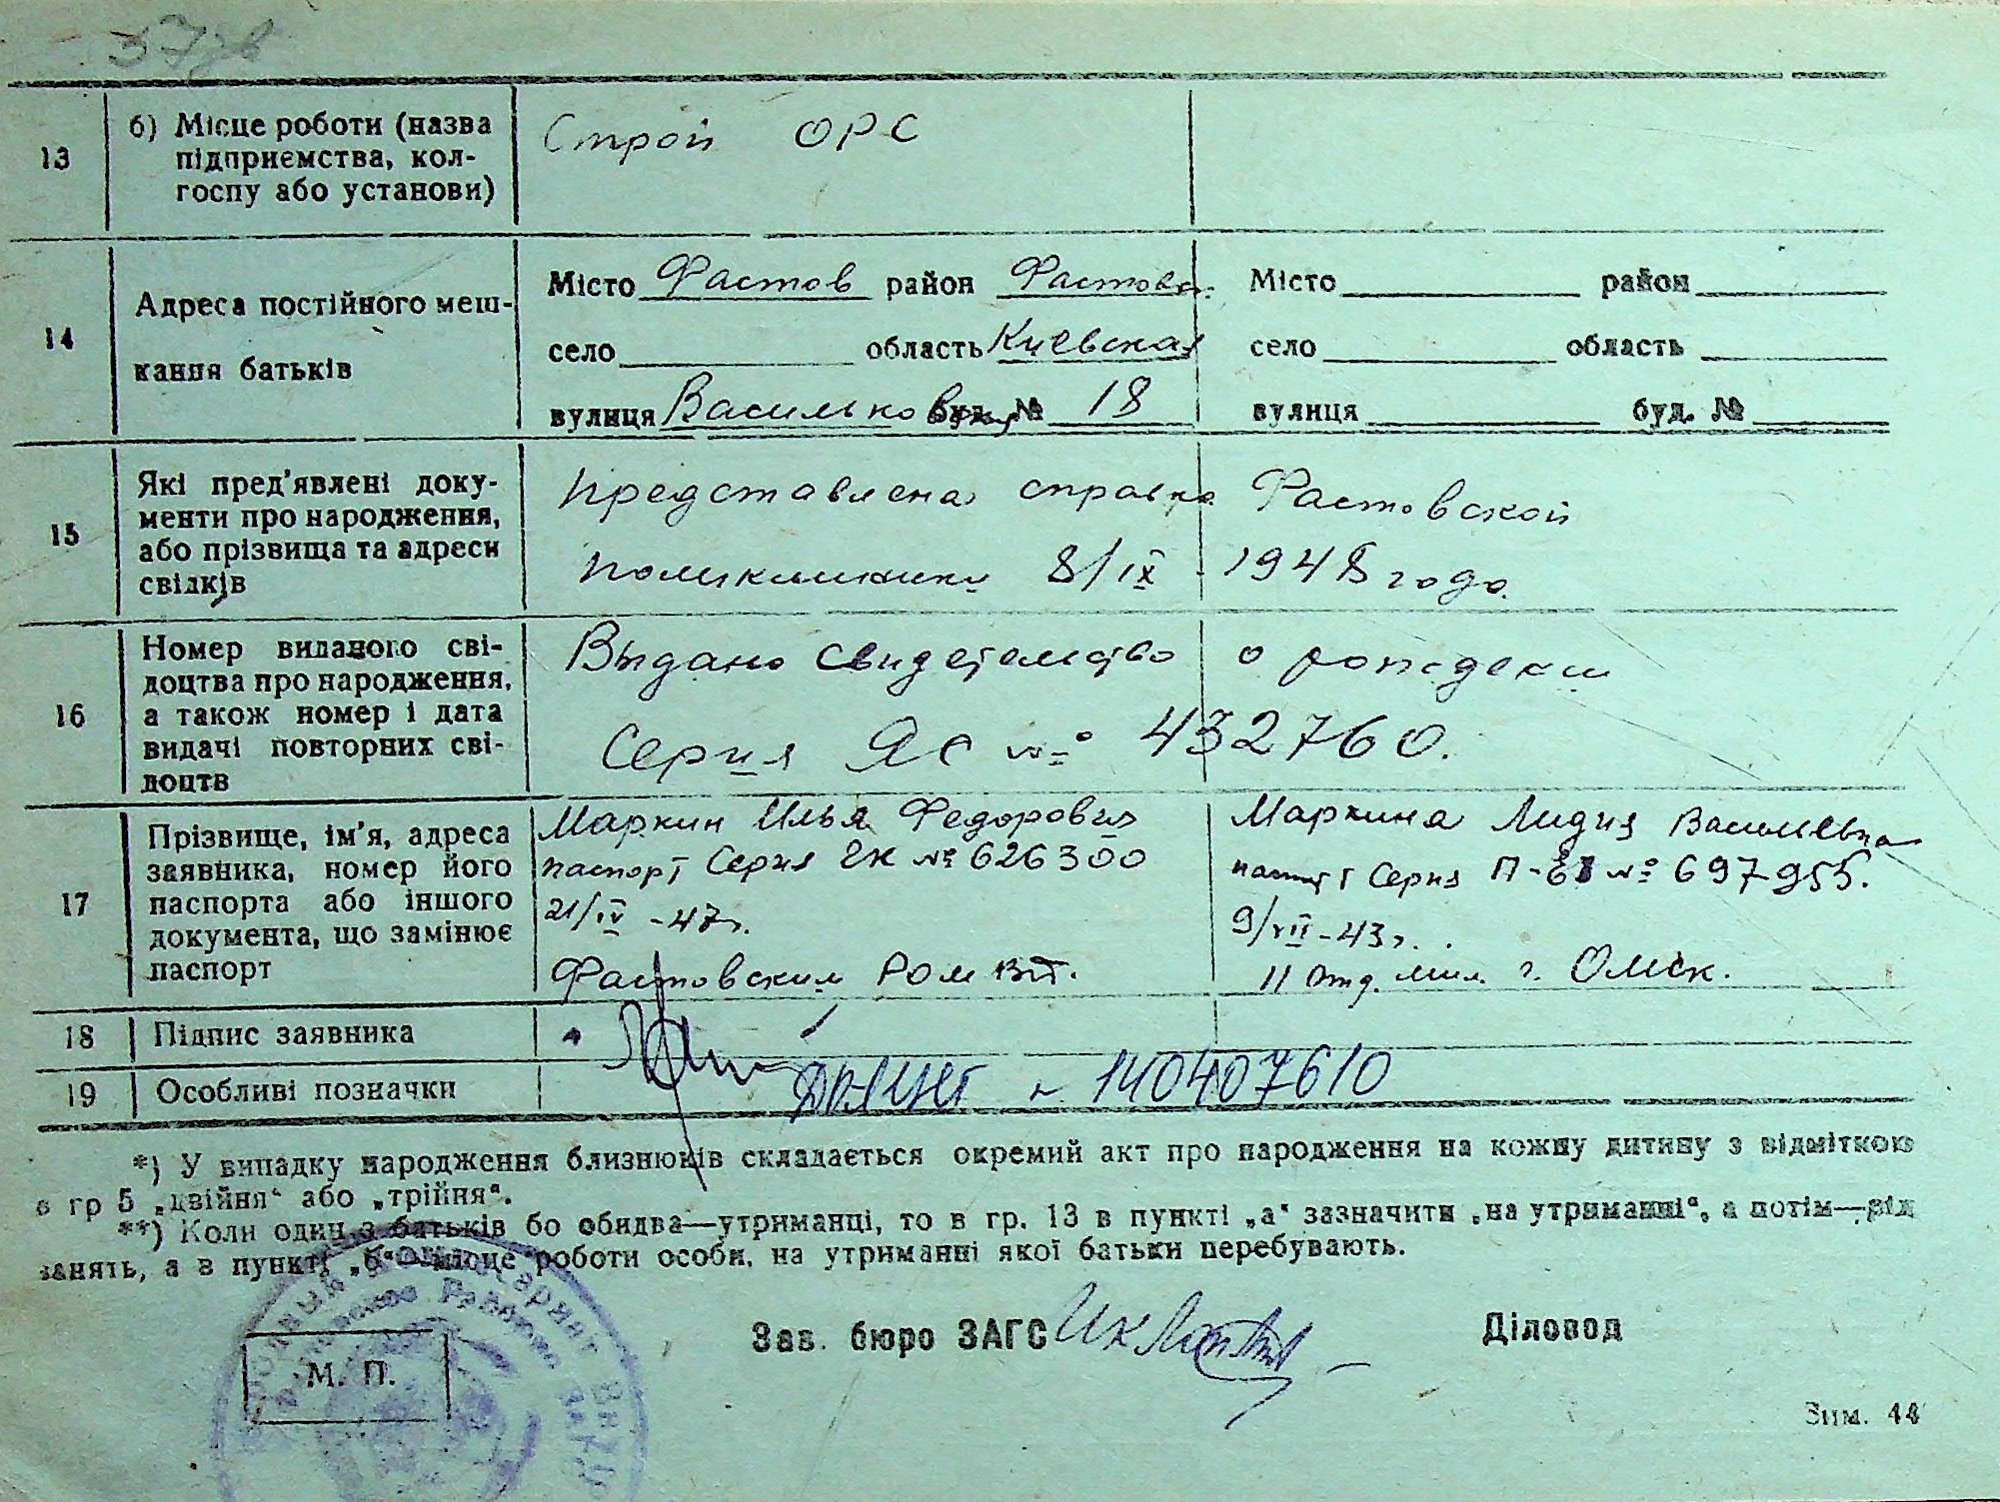 13
б) Місце роботи (назва
підприємства, кол-
госпу або установи)
Строй ОРС
14
Адреса постійного меш-
кання батьків
Місто Фастов район Фастовск.
село область Киевская
вулиця Васильковская буд. № 18
Місто район
село область
вулиця буд. №
15
Які пред'явлені доку-
менти про народження,
або прізвища та адреси
свідків
Представлена справка Фастовской
поликлиники 8/IX - 1948 года.
16
Номер виданого сві-
доцтва про народження,
а також номер і дата
видачі повторних сві-
доцтв
Выдано свидетельство о рождении
Серия ЯС № 432760.
17
Прізвище, ім'я, адреса
заявника, номер його
паспорта або іншого
документа, що замінює
паспорт
Маркин Илья Федорович
паспорт Серия ЕК № 626300
21/IV - 47г.
Фастовским РОМ
Маркина Лидия Васильевна
паспорт Серия № 697955.
9/VII - 43г.
II Отд. мил. г. Омск.
18
Підпис заявника
19
Особливі позначки
140407610
*) У випадку народження близнюків складається окремий акт про народження на кожну дитину з відміткою
в гр 5 „двійня“ або „трійня“.
**) Коли один з батьків бо обидва—утриманці, то в гр. 13 в пункті „а“ зазначити „на утриманні“, а потім—рід
занять, а в пункті „б“—місце роботи особи, на утриманні якої батьки перебувають.
М. П.
Зав. бюро ЗАГС
Діловод
Зим. 44